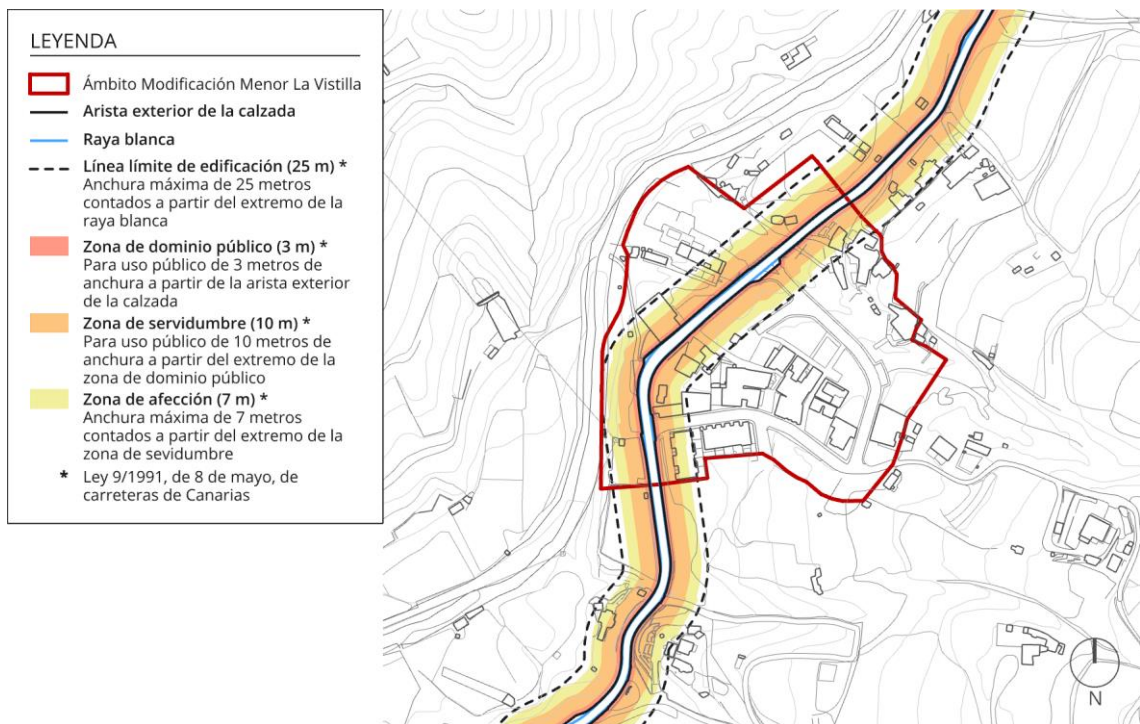 LEYENDA
Ámbito Modificación Menor La Vistilla
Arista exterior de la calzada
Raya blanca
Línea límite de edificación (25 m) *
Anchura máxima de 25 metros
contados a partir del extremo de la
raya blanca
Zona de dominio público (3 m) *
Para uso público de 3 metros de
anchura a partir de la arista exterior
de la calzada
Zona de servidumbre (10 m) *
Para uso público de 10 metros de
anchura a partir del extremo de la
zona de dominio público
Zona de afección (7 m) *
Anchura máxima de 7 metros
contados a partir del extremo de la
zona de sevidumbre
* Ley 9/1991, de 8 de mayo, de
carreteras de Canarias
N